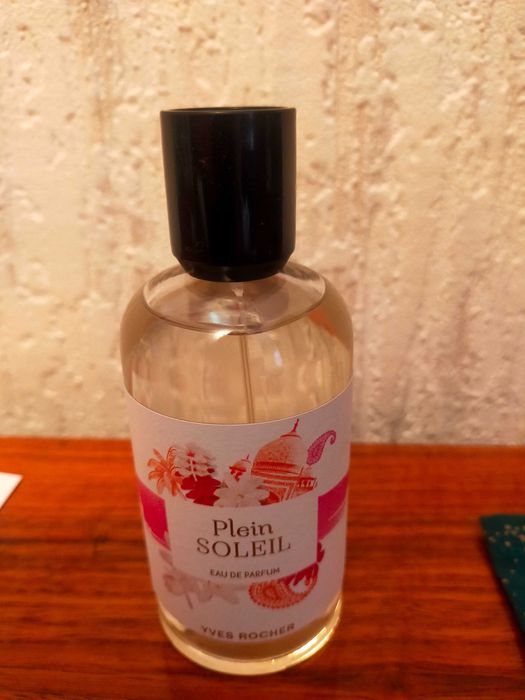 Plein
SOLEIL
EAU DE PARFUM
YVES ROCHER